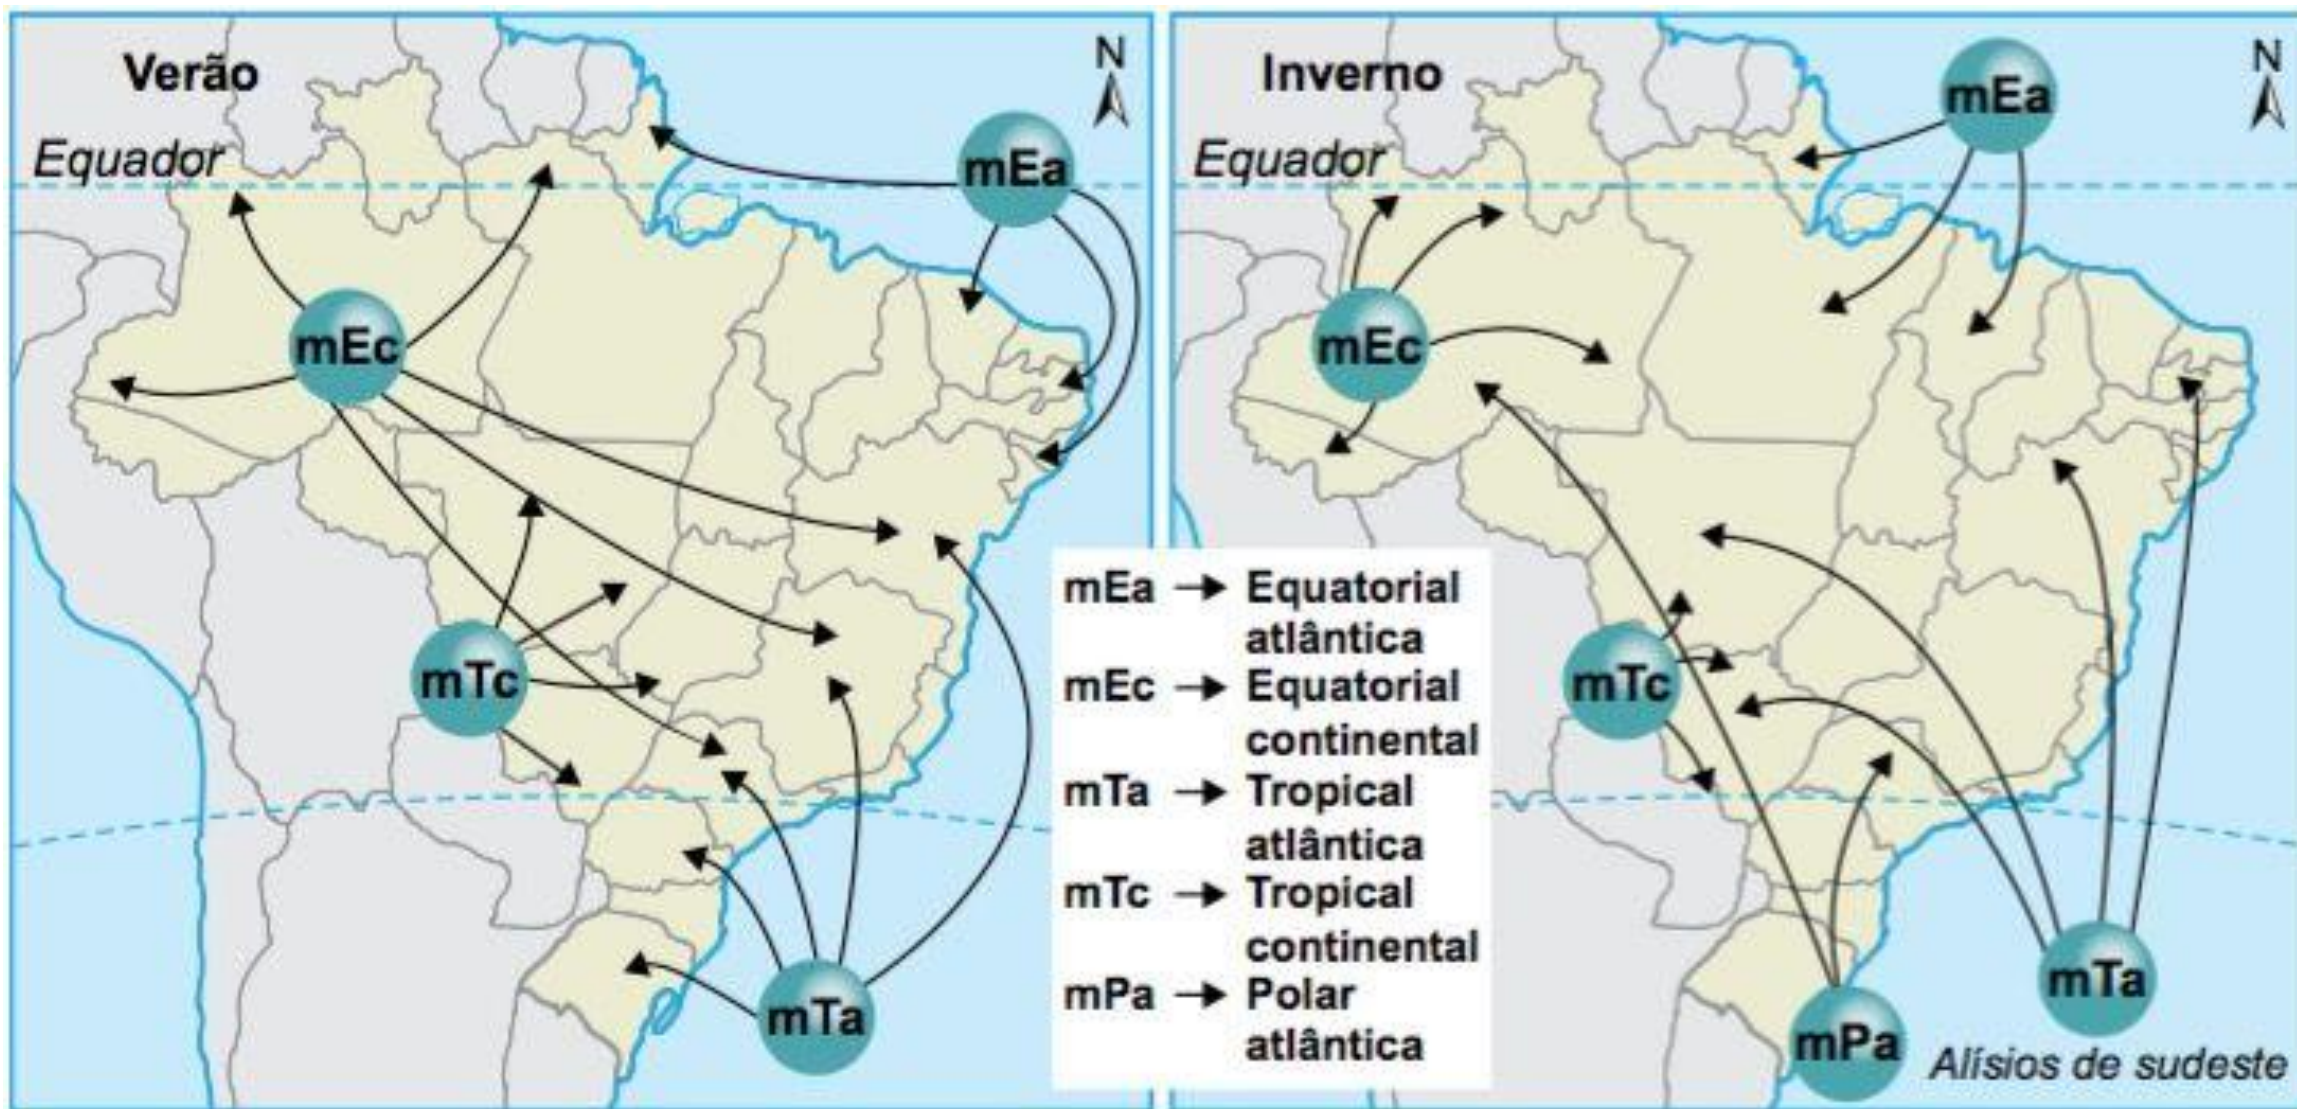 Verão
N
Equador
mEa
mEc
mTc
mTa
Inverno
N
Equador
mEa
mEc
mTc
mTa
mPa
Alísios de sudeste
mEa → Equatorial
atlântica
mEc → Equatorial
continental
mTa → Tropical
atlântica
mTc → Tropical
continental
mPa → Polar
atlântica